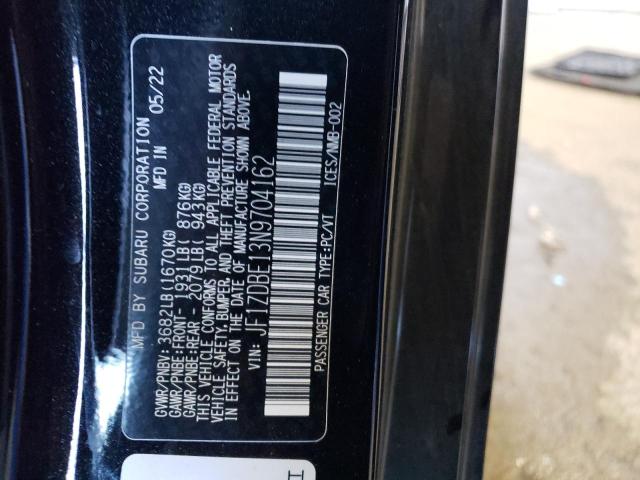 MFD BY SUBARU CORPORATION
MFD IN 05/22
GVWR/PNBV: 3682LB(1670KG)
GAWR/PNBE:FRONT- 1931LB( 876KG)
GAWR/PNBE:REAR - 2079LB( 943KG)
THIS VEHICLE CONFORMS TO ALL APPLICABLE FEDERAL MOTOR
VEHICLE SAFETY, BUMPER, AND THEFT PREVENTION STANDARDS
IN EFFECT ON THE DATE OF MANUFACTURE SHOWN ABOVE.
VIN: JF1ZDBE13N9704162
PASSENGER CAR TYPE:PC/VT ICES/NMB-002